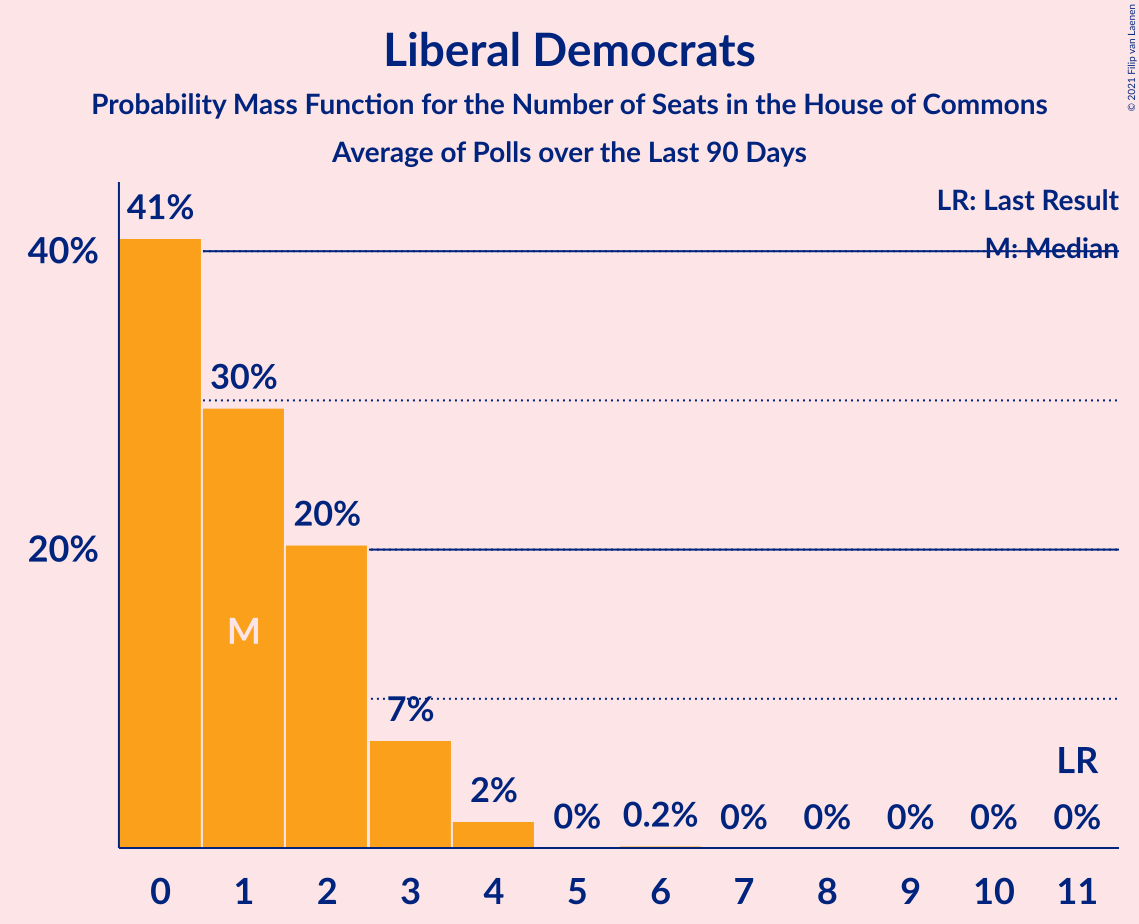 Liberal Democrats
Probability Mass Function for the Number of Seats in the House of Commons
Average of Polls over the Last 90 Days
© 2021 Filip van Laenen
LR: Last Result
M: Median
41%
40%
30%
20%
20%
M
7%
LR
2%
0%
0.2%
0%
0%
0%
0%
0%
0 1 2 3 4 5 6 7 8 9 10 11